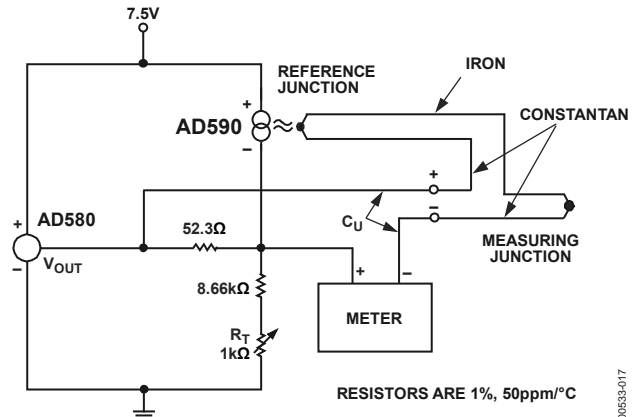 7.5V
REFERENCE
JUNCTION
IRON
+
AD590
CONSTANTAN
–
+
+
AD580
–
52.3Ω
CU
–
VOUT
MEASURING
JUNCTION
8.66kΩ
+
–
METER
RT
1kΩ
RESISTORS ARE 1%, 50ppm/°C
00533-017